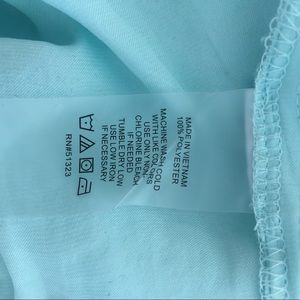 MADE IN VIETNAM
100% POLYESTER
MACHINE WASH COLD
WITH LIKE COLORS
USE ONLY NON-
CHLORINE BLEACH
IF NEEDED
TUMBLE DRY LOW
USE LOW IRON
IF NECESSARY
RN#51323